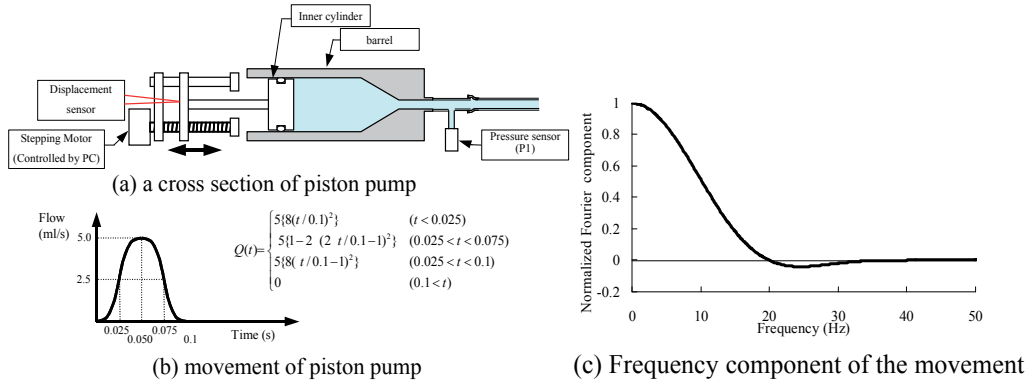 Inner cylinder
barrel
Displacement
sensor
Stepping Motor
(Controlled by PC)
Pressure sensor
(P1)
(a) a cross section of piston pump
Flow
(ml/s)
5.0
2.5
0.025
0.050
0.075
0.1
Time (s)
Q(t)=
5{8(t/0.1)²} (t<0.025)
5{1−2 (2 t/0.1−1)²} (0.025<t<0.075)
5{8( t/0.1−1)²} (0.025<t<0.1)
0 (0.1<t)
(b) movement of piston pump
Normalized Fourier component
1
0.8
0.6
0.4
0.2
0
-0.2
0 10 20 30 40 50
Frequency (Hz)
(c) Frequency component of the movement